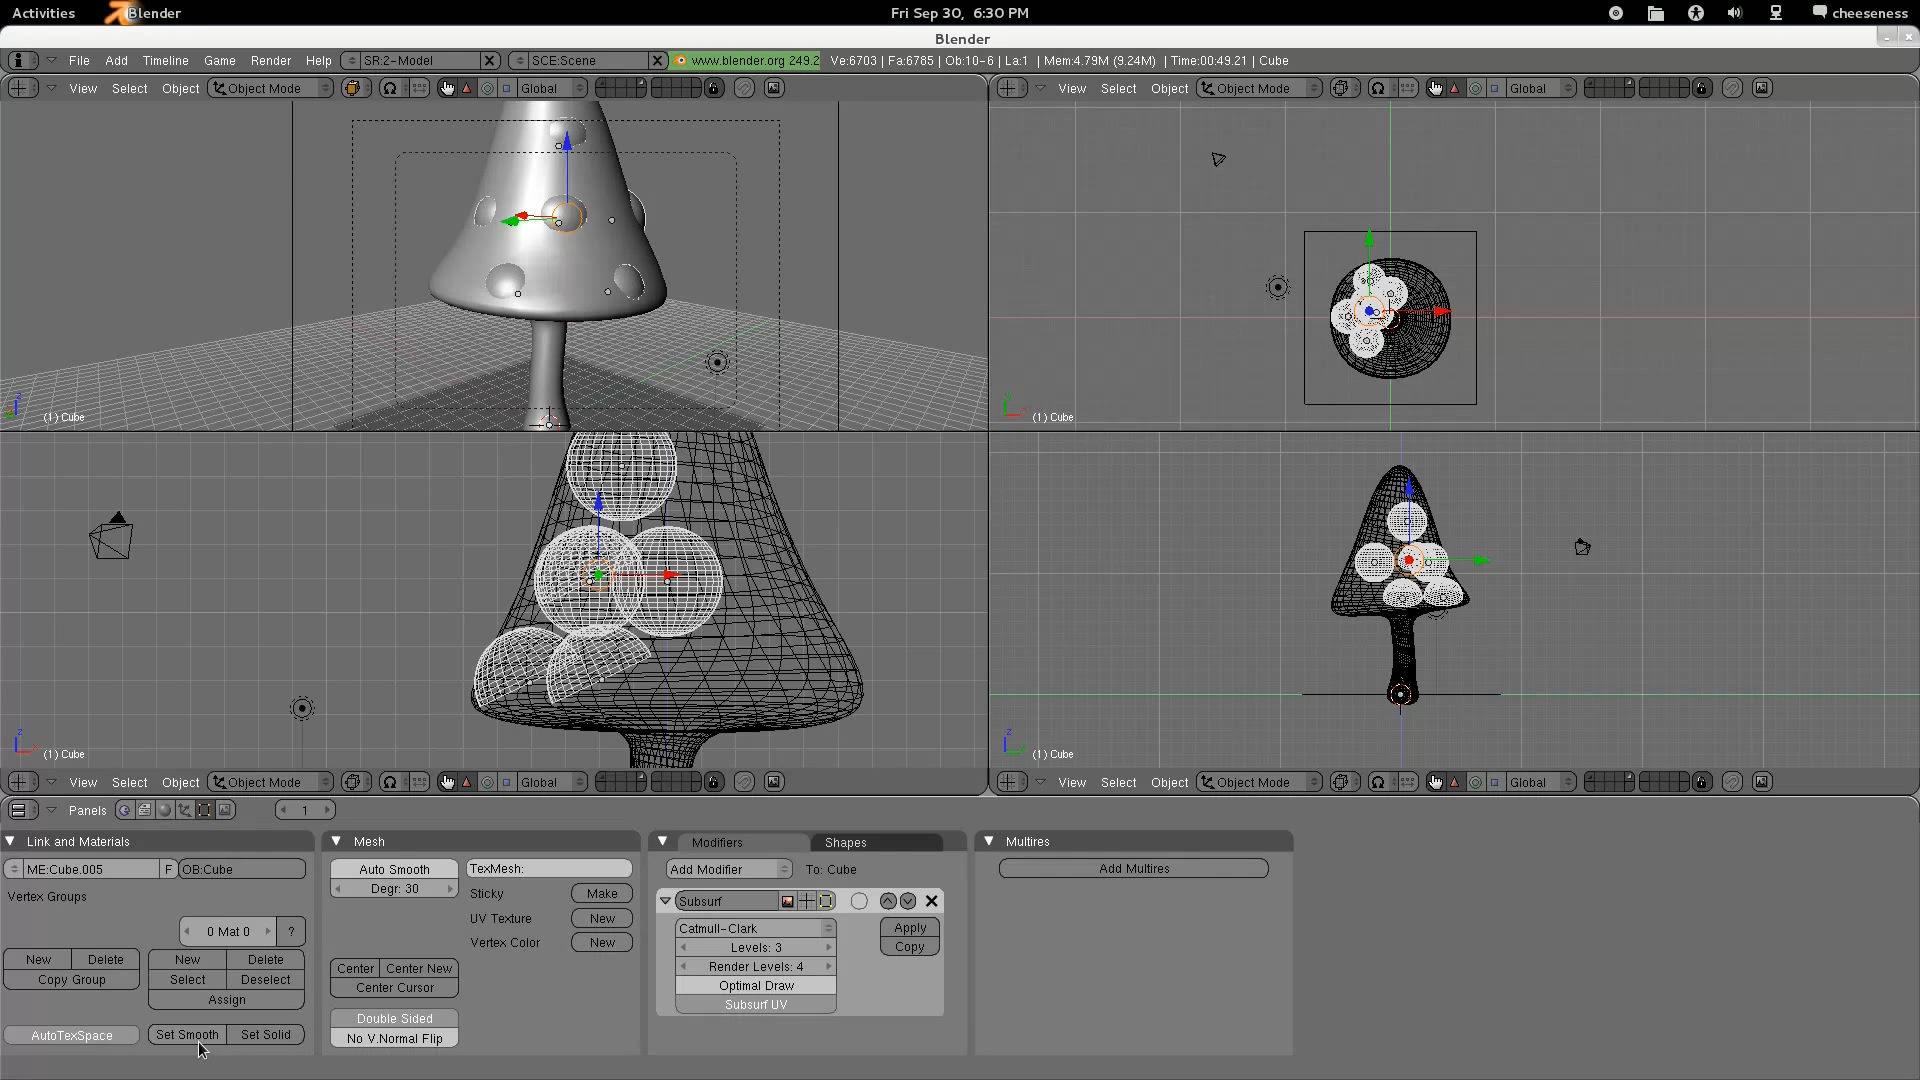 Activities Blender Fri Sep 30, 6:30 PM cheeseness
Blender
File Add Timeline Game Render Help SR:2-Model SCE:Scene www.blender.org 249.2 Ve:6703 | Fa:6785 | Ob:10-6 | La:1 | Mem:4.79M (9.24M) | Time:00:49.21 | Cube
View Select Object Object Mode Global
View Select Object Object Mode Global
(1) Cube
(1) Cube
(1) Cube
(1) Cube
View Select Object Object Mode Global
View Select Object Object Mode Global
Panels 1
Link and Materials
ME:Cube.005 F OB:Cube
Vertex Groups
0 Mat 0 ?
New Delete New Delete
Copy Group Select Deselect
Assign
AutoTexSpace Set Smooth Set Solid
Mesh
Auto Smooth
Degr: 30
TexMesh:
Sticky Make
UV Texture New
Vertex Color New
Center Center New
Center Cursor
Double Sided
No V.Normal Flip
Modifiers Shapes
Add Modifier To: Cube
Subsurf
Catmull-Clark Apply
Levels: 3 Copy
Render Levels: 4
Optimal Draw
Subsurf UV
Multires
Add Multires